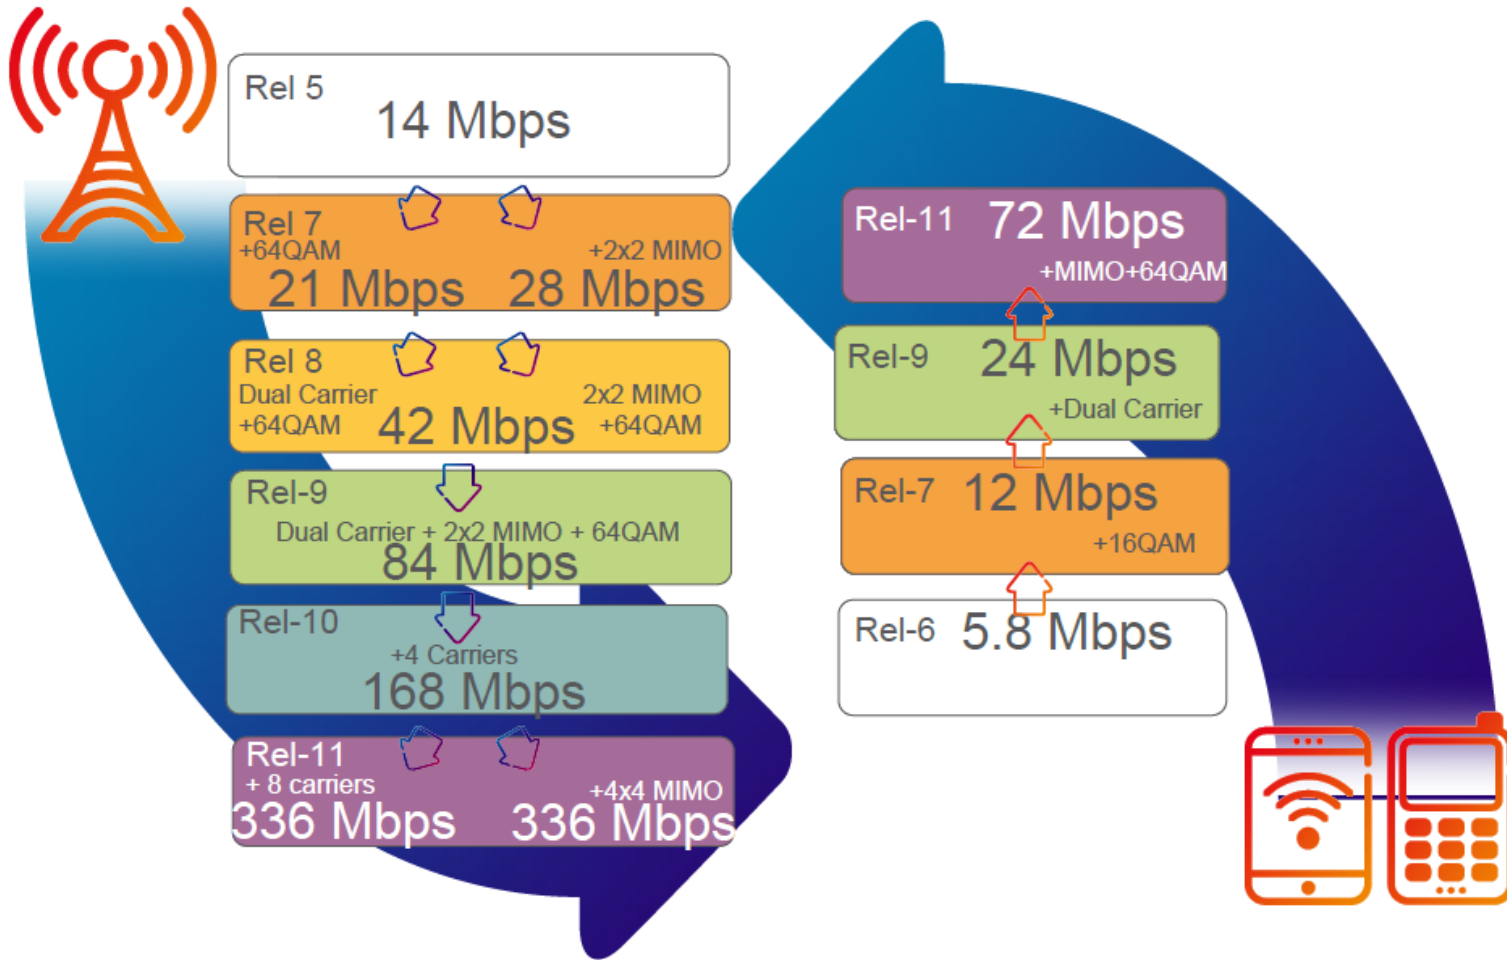 Rel 5
14 Mbps
Rel 7
+64QAM
+2x2 MIMO
21 Mbps
28 Mbps
Rel 8
Dual Carrier
+64QAM
42 Mbps
2x2 MIMO
+64QAM
Rel-9
Dual Carrier + 2x2 MIMO + 64QAM
84 Mbps
Rel-10
+4 Carriers
168 Mbps
Rel-11
+ 8 carriers
+4x4 MIMO
336 Mbps
336 Mbps
Rel-11 72 Mbps
+MIMO+64QAM
Rel-9 24 Mbps
+Dual Carrier
Rel-7 12 Mbps
+16QAM
Rel-6 5.8 Mbps